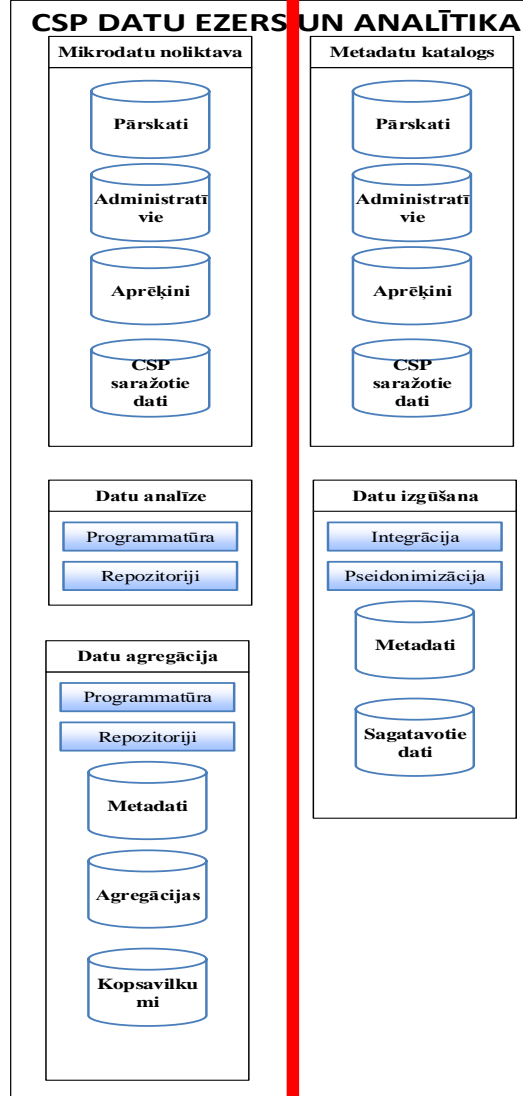 CSP DATU EZERS UN ANALĪTIKA
Mikrodatu noliktava
Pārskati
Administratī
vie
Aprēķini
CSP
saražotie
dati
Metadatu katalogs
Pārskati
Administratī
vie
Aprēķini
CSP
saražotie
dati
Datu analīze
Programmatūra
Repozitoriji
Datu izgūšana
Integrācija
Pseidonimizācija
Metadati
Sagatavotie
dati
Datu agregācija
Programmatūra
Repozitoriji
Metadati
Agregācijas
Kopsavilku
mi